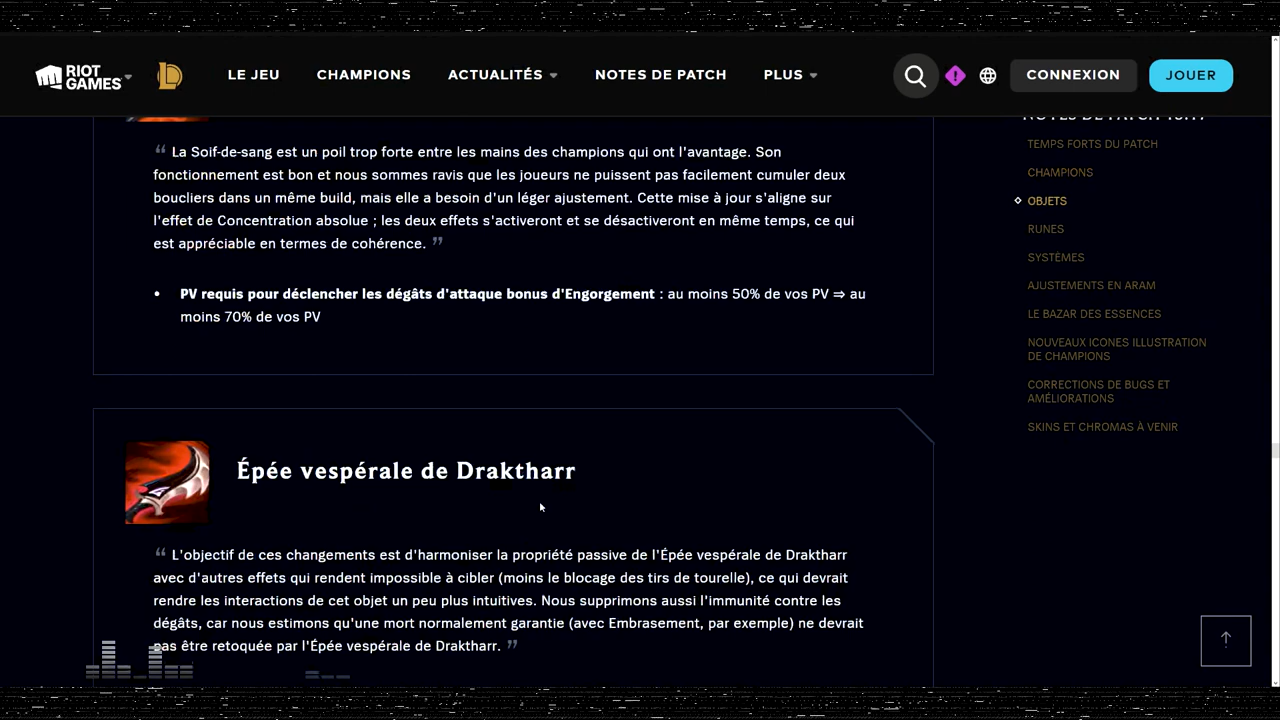 RIOT GAMES
LE JEU
CHAMPIONS
ACTUALITÉS
NOTES DE PATCH
PLUS
CONNEXION
JOUER
“ La Soif-de-sang est un poil trop forte entre les mains des champions qui ont l'avantage. Son
fonctionnement est bon et nous sommes ravis que les joueurs ne puissent pas facilement cumuler deux
boucliers dans un même build, mais elle a besoin d'un léger ajustement. Cette mise à jour s'aligne sur
l'effet de Concentration absolue ; les deux effets s'activeront et se désactiveront en même temps, ce qui
est appréciable en termes de cohérence. ”
• PV requis pour déclencher les dégâts d'attaque bonus d'Engorgement : au moins 50% de vos PV ⇒ au
moins 70% de vos PV
Épée vespérale de Draktharr
“ L'objectif de ces changements est d'harmoniser la propriété passive de l'Épée vespérale de Draktharr
avec d'autres effets qui rendent impossible à cibler (moins le blocage des tirs de tourelle), ce qui devrait
rendre les interactions de cet objet un peu plus intuitives. Nous supprimons aussi l'immunité contre les
dégâts, car nous estimons qu'une mort normalement garantie (avec Embrasement, par exemple) ne devrait
pas être retoquée par l'Épée vespérale de Draktharr. ”
NOTES DE PATCH
TEMPS FORTS DU PATCH
CHAMPIONS
OBJETS
RUNES
SYSTÈMES
AJUSTEMENTS EN ARAM
LE BAZAR DES ESSENCES
NOUVEAUX ICONES ILLUSTRATION
DE CHAMPIONS
CORRECTIONS DE BUGS ET
AMÉLIORATIONS
SKINS ET CHROMAS À VENIR